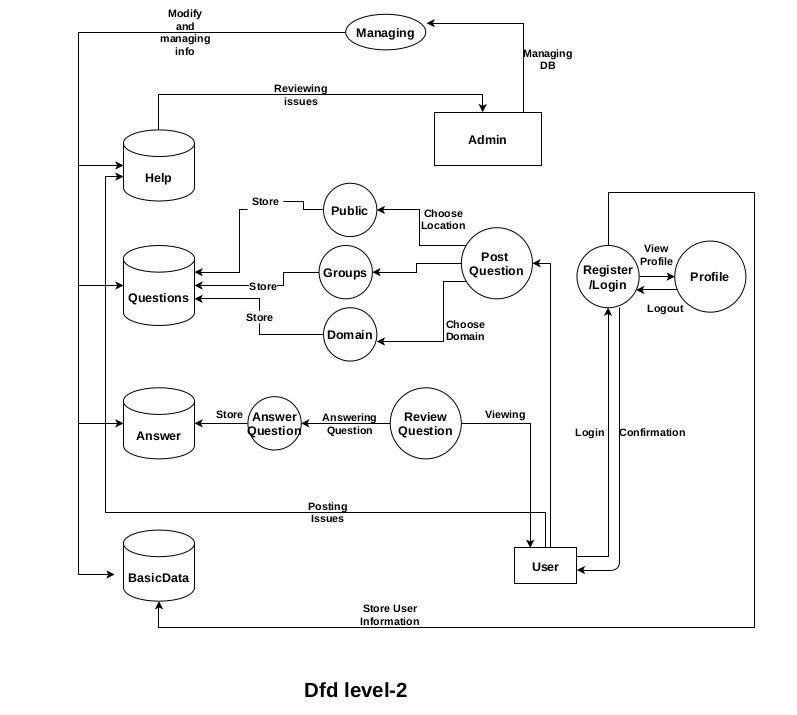 Modify
and
managing
info
Managing
Managing
DB
Reviewing
issues
Admin
Help
Store
Public
Choose
Location
Post
Question
Groups
Store
Questions
Store
Domain
Choose
Domain
Register
/Login
View
Profile
Profile
Logout
Answer
Store
Answer
Question
Answering
Question
Review
Question
Viewing
Login
Confirmation
Posting
Issues
BasicData
User
Store User
Information
Dfd level-2